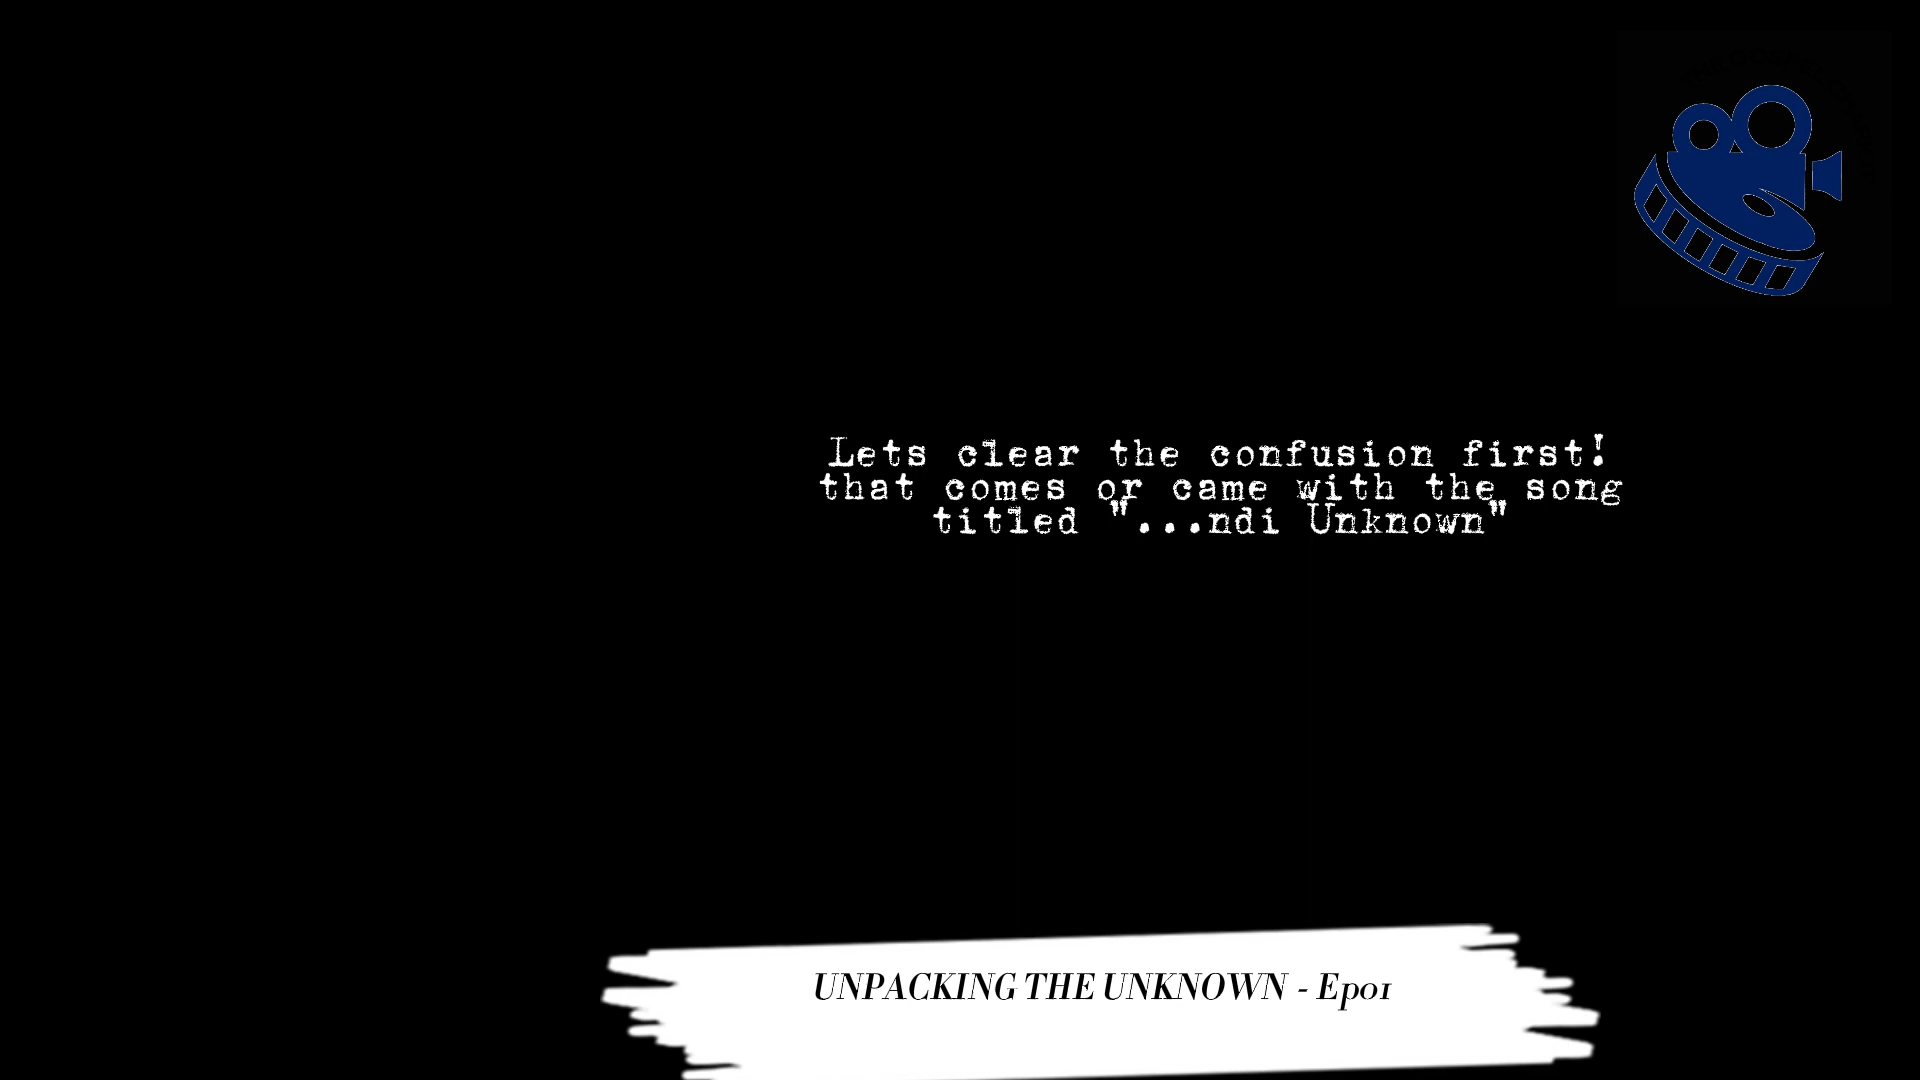 Lets clear the confusion first!
that comes or came with the song
titled "...ndi Unknown"
UNPACKING THE UNKNOWN - Ep01